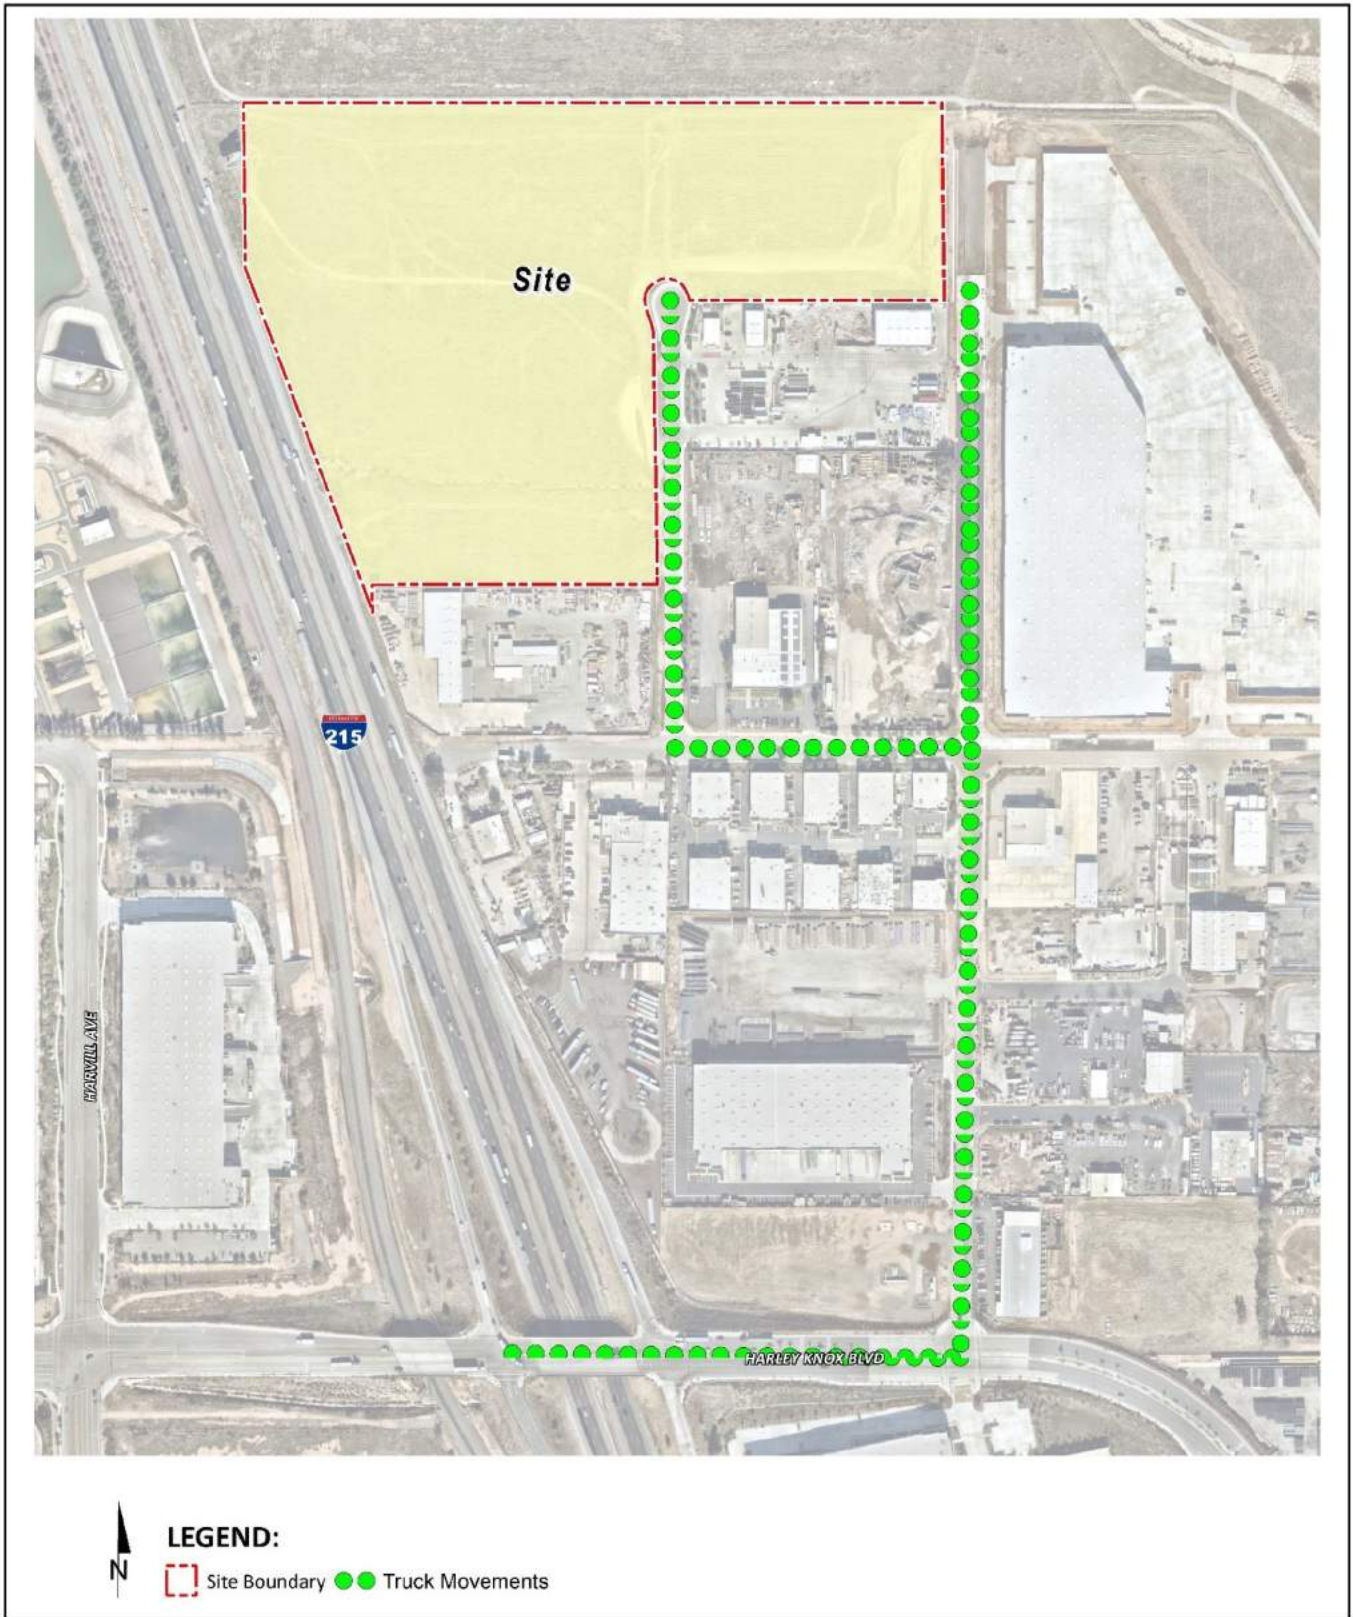 Site
215
HARVILL AVE
HARLEY KNOX BLVD
N
LEGEND:
Site Boundary
Truck Movements